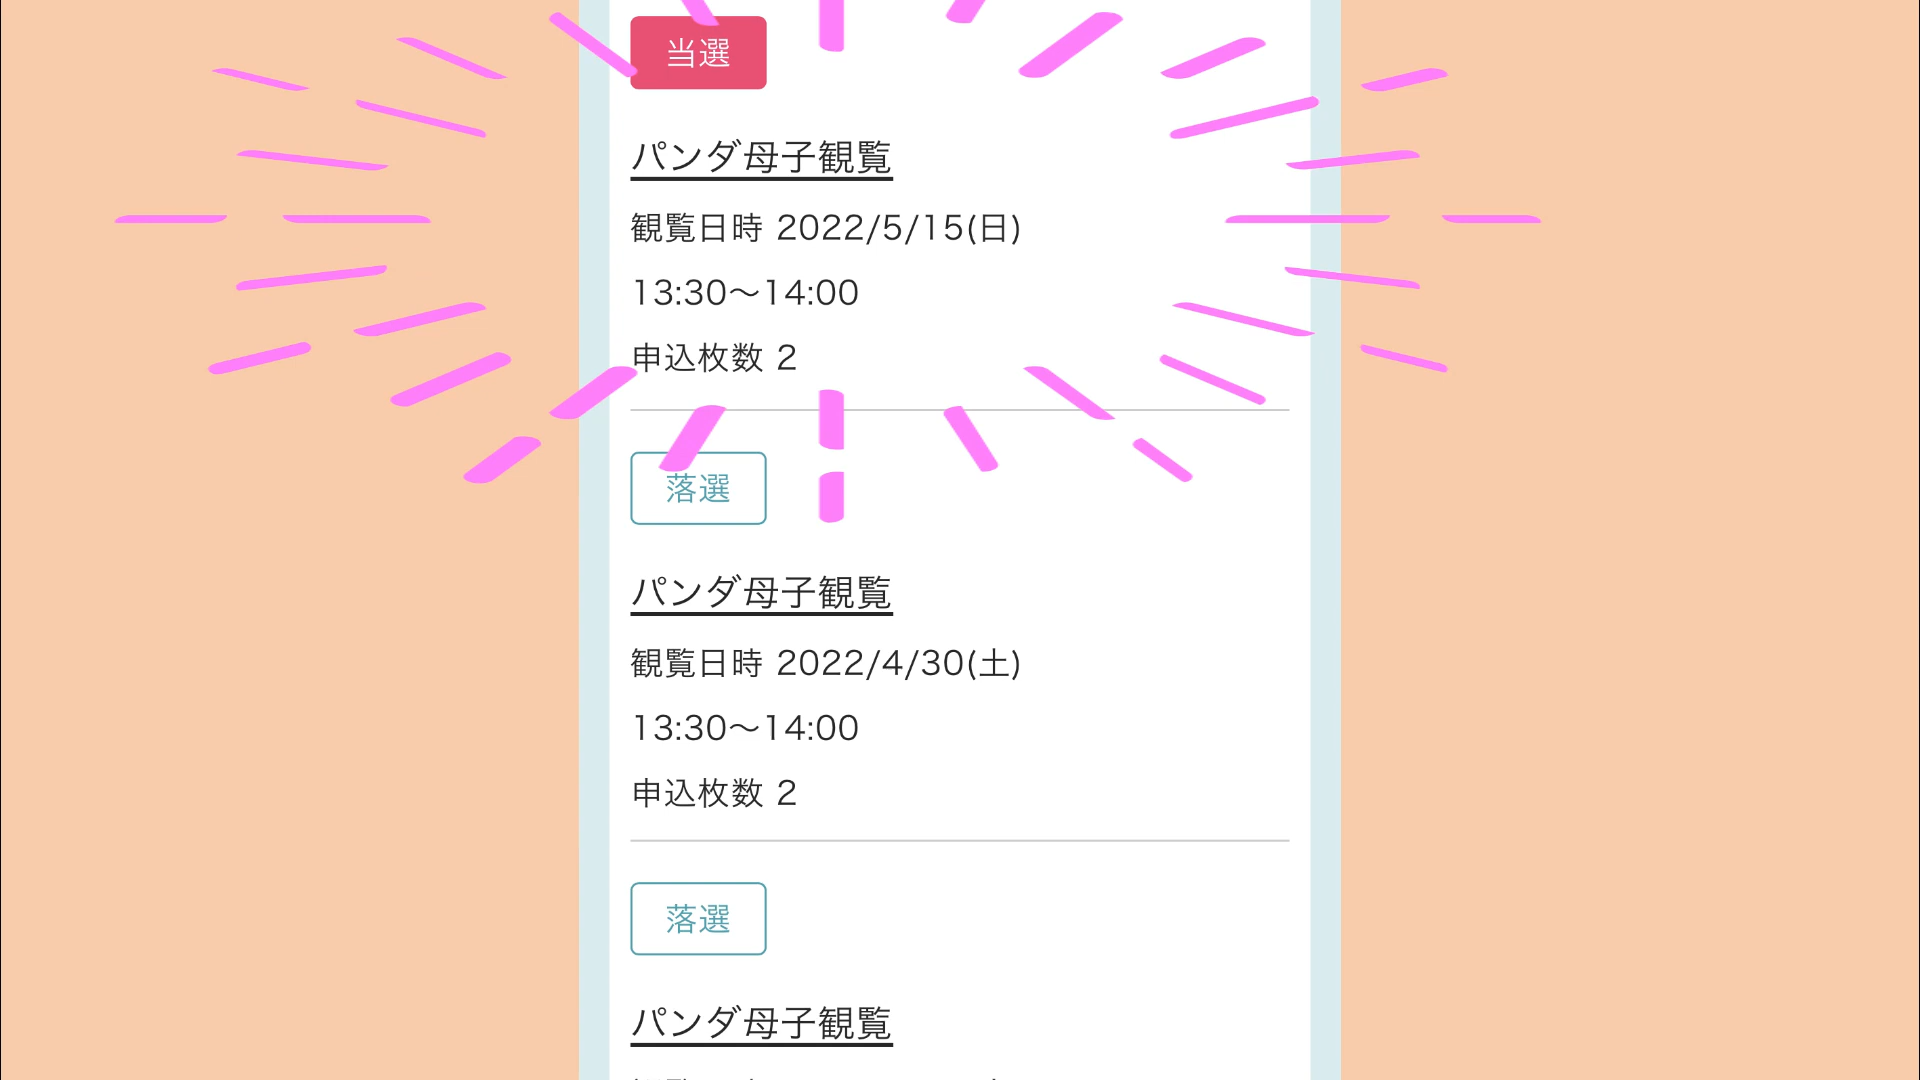 当選
パンダ母子観覧
観覧日時 2022/5/15(日)
13:30〜14:00
申込枚数 2
落選
パンダ母子観覧
観覧日時 2022/4/30(土)
13:30〜14:00
申込枚数 2
落選
パンダ母子観覧